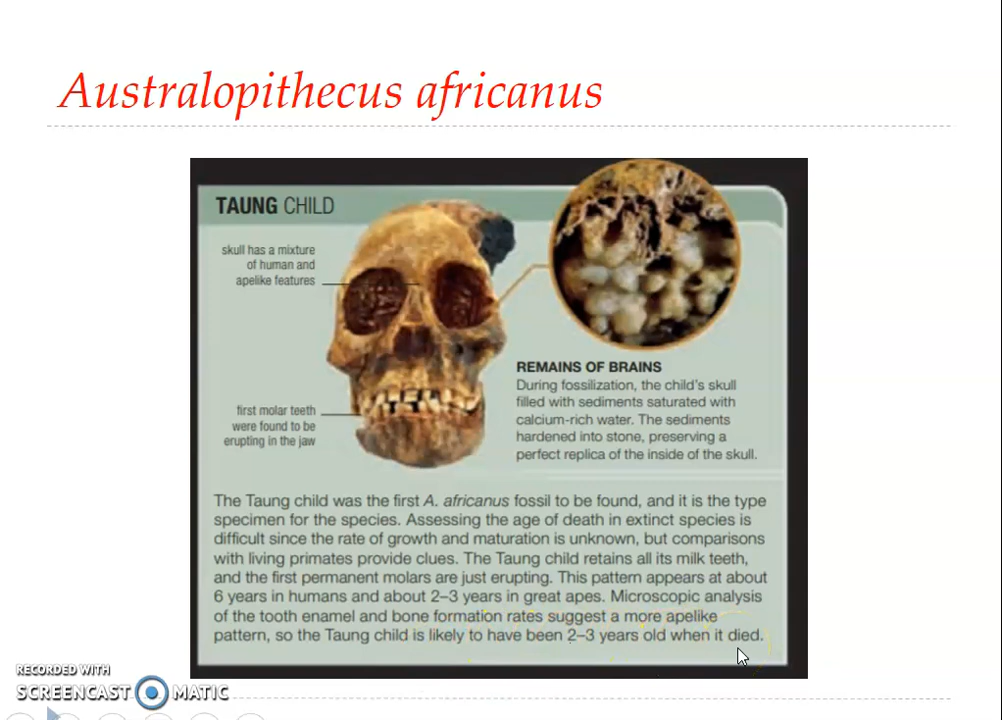 Australopithecus africanus
TAUNG CHILD
skull has a mixture
of human and
apelike features
first molar teeth
were found to be
erupting in the jaw
REMAINS OF BRAINS
During fossilization, the child's skull
filled with sediments saturated with
calcium-rich water. The sediments
hardened into stone, preserving a
perfect replica of the inside of the skull.
The Taung child was the first A. africanus fossil to be found, and it is the type
specimen for the species. Assessing the age of death in extinct species is
difficult since the rate of growth and maturation is unknown, but comparisons
with living primates provide clues. The Taung child retains all its milk teeth,
and the first permanent molars are just erupting. This pattern appears at about
6 years in humans and about 2–3 years in great apes. Microscopic analysis
of the tooth enamel and bone formation rates suggest a more apelike
pattern, so the Taung child is likely to have been 2–3 years old when it died.
RECORDED WITH
SCREENCAST MATIC